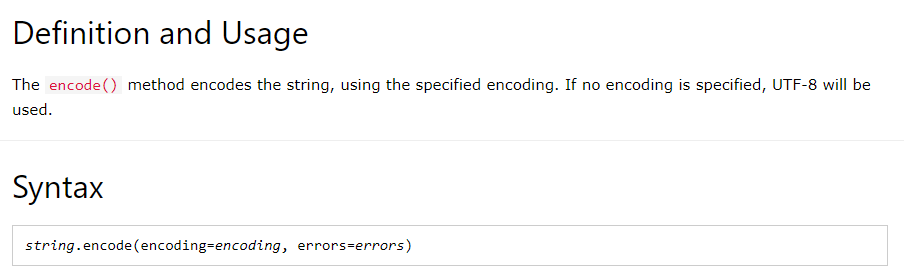 Definition and Usage
The encode() method encodes the string, using the specified encoding. If no encoding is specified, UTF-8 will be
used.
Syntax
string.encode(encoding=encoding, errors=errors)